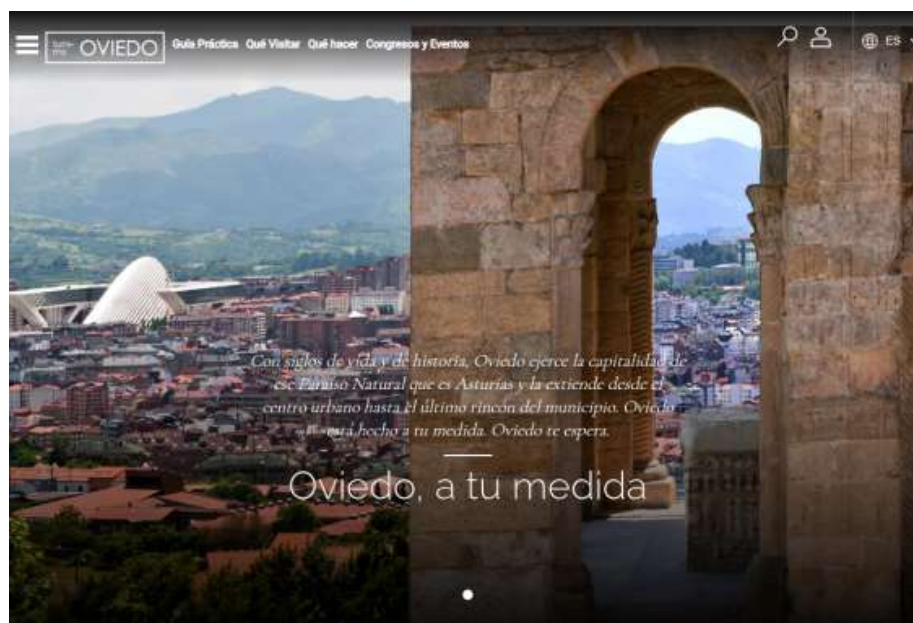 OVIEDO
Guía Práctica Qué Visitar Qué hacer Congresos y Eventos
ES
Con siglos de vida y de historia, Oviedo ejerce la capitalidad de
ese Paraíso Natural que es Asturias y la extiende desde el
centro urbano hasta el último rincón del municipio. Oviedo
está hecho a tu medida. Oviedo te espera.
Oviedo, a tu medida